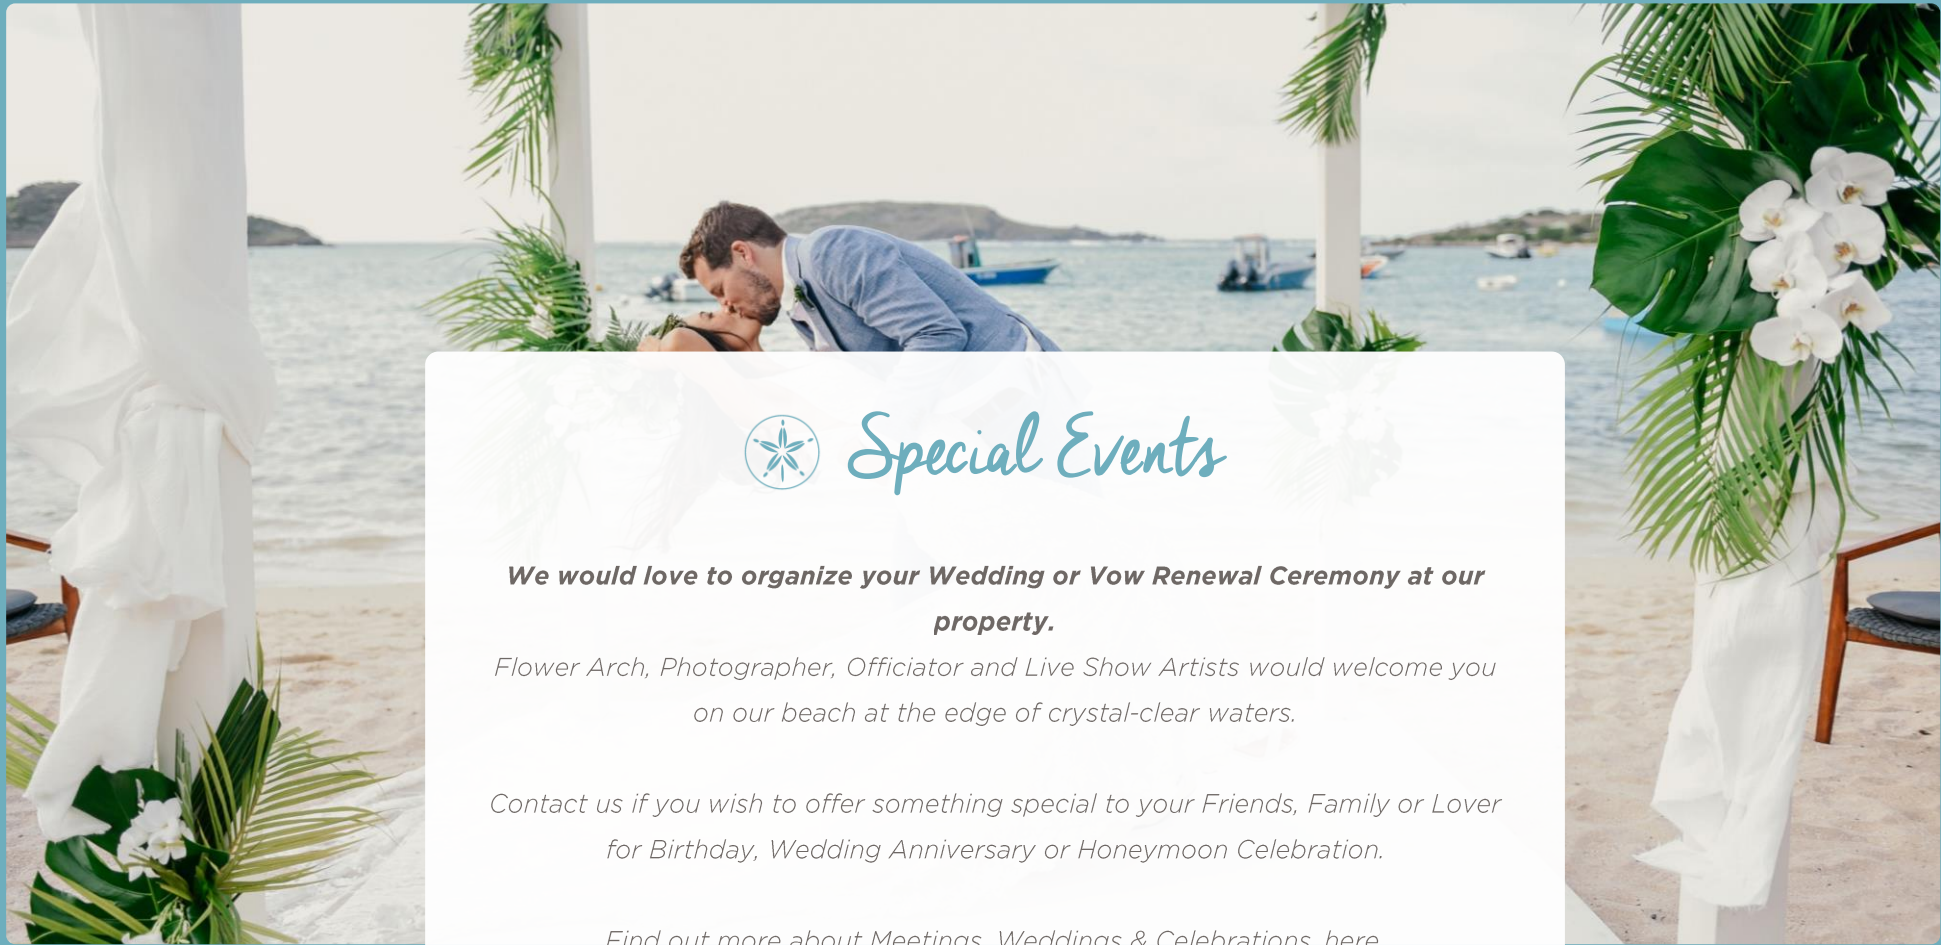 Special Events
We would love to organize your Wedding or Vow Renewal Ceremony at our
property.
Flower Arch, Photographer, Officiator and Live Show Artists would welcome you
on our beach at the edge of crystal-clear waters.
Contact us if you wish to offer something special to your Friends, Family or Lover
for Birthday, Wedding Anniversary or Honeymoon Celebration.
Find out more about Meetings, Weddings & Celebrations, here